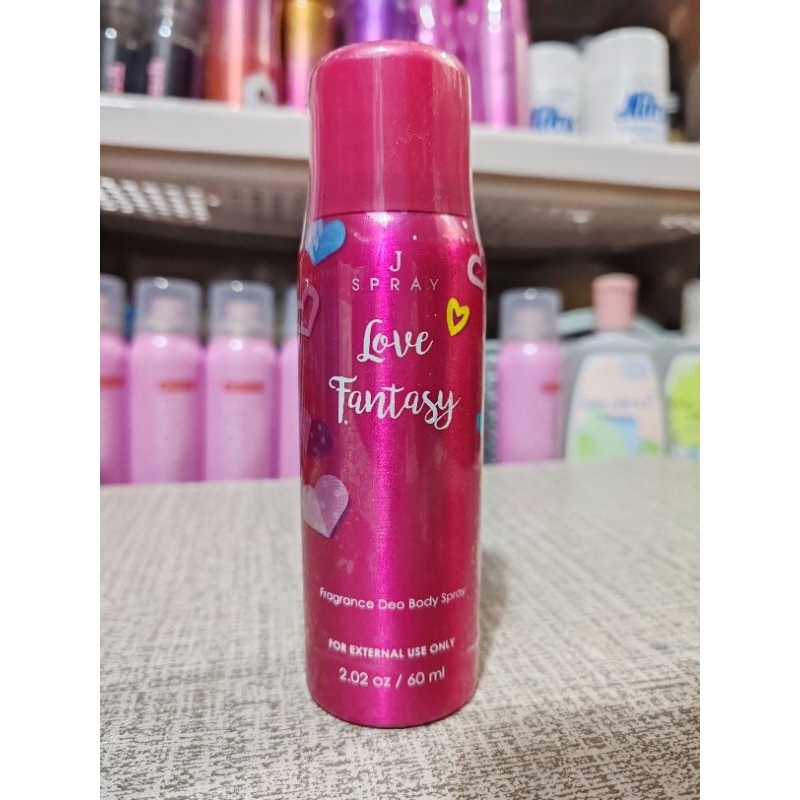 J
SPRAY
Love
Fantasy
Fragrance Deo Body Spray
FOR EXTERNAL USE ONLY
2.02 oz / 60 ml